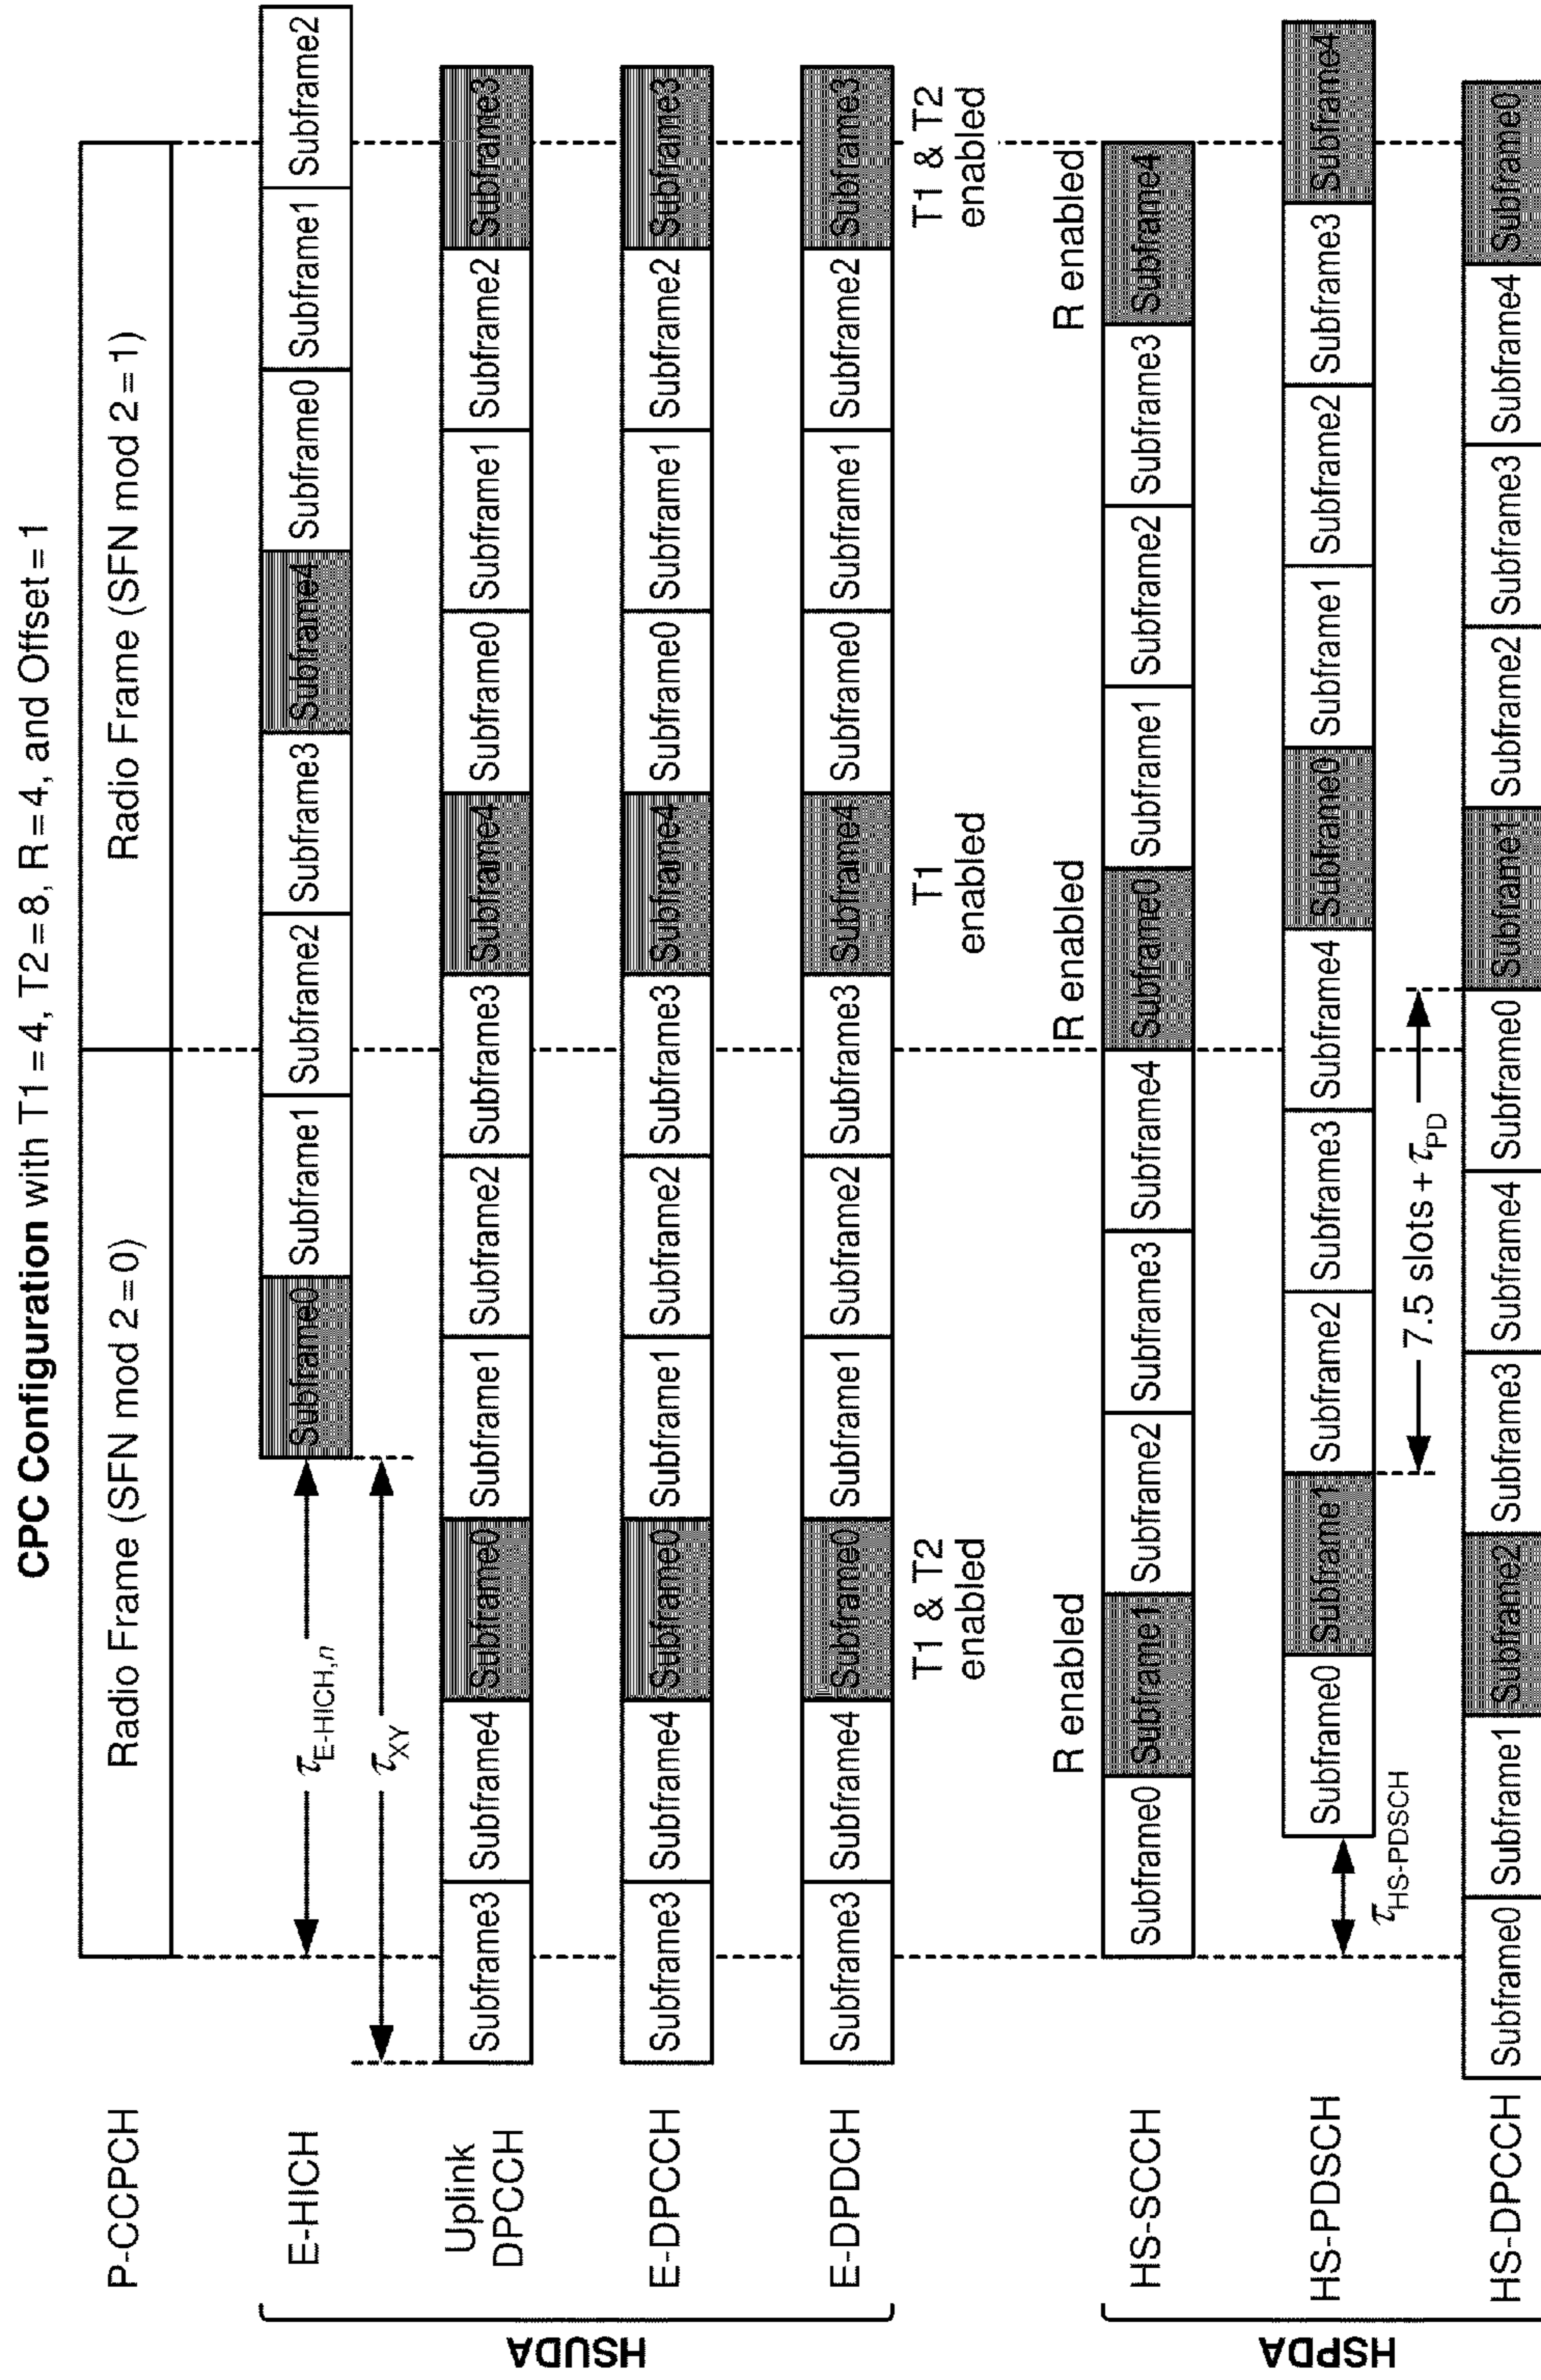 CPC Configuration with T1=4, T2=8, R=4, and Offset=1
P-CCPCH
Radio Frame (SFN mod 2=0)
Radio Frame (SFN mod 2=1)
HSUDA
E-HICH
τE-HICH,n
Subframe0 Subframe1 Subframe2 Subframe3 Subframe4 Subframe0 Subframe1 Subframe2
τXY
Uplink
DPCCH
Subframe3 Subframe4 Subframe0 Subframe1 Subframe2 Subframe3 Subframe4 Subframe0 Subframe1 Subframe2 Subframe3
E-DPCCH
Subframe3 Subframe4 Subframe0 Subframe1 Subframe2 Subframe3 Subframe4 Subframe0 Subframe1 Subframe2 Subframe3
E-DPDCH
Subframe3 Subframe4 Subframe0 Subframe1 Subframe2 Subframe3 Subframe4 Subframe0 Subframe1 Subframe2 Subframe3
T1 & T2
enabled
T1
enabled
T1 & T2
enabled
HSPDA
R enabled
R enabled
R enabled
HS-SCCH
Subframe0 Subframe1 Subframe2 Subframe3 Subframe4 Subframe0 Subframe1 Subframe2 Subframe3 Subframe4
HS-PDSCH
Subframe0 Subframe1 Subframe2 Subframe3 Subframe4 Subframe0 Subframe1 Subframe2 Subframe3 Subframe4
τHS-PDSCH
7.5 slots+τPD
HS-DPCCH
Subframe0 Subframe1 Subframe2 Subframe3 Subframe4 Subframe0 Subframe1 Subframe2 Subframe3 Subframe4 Subframe0